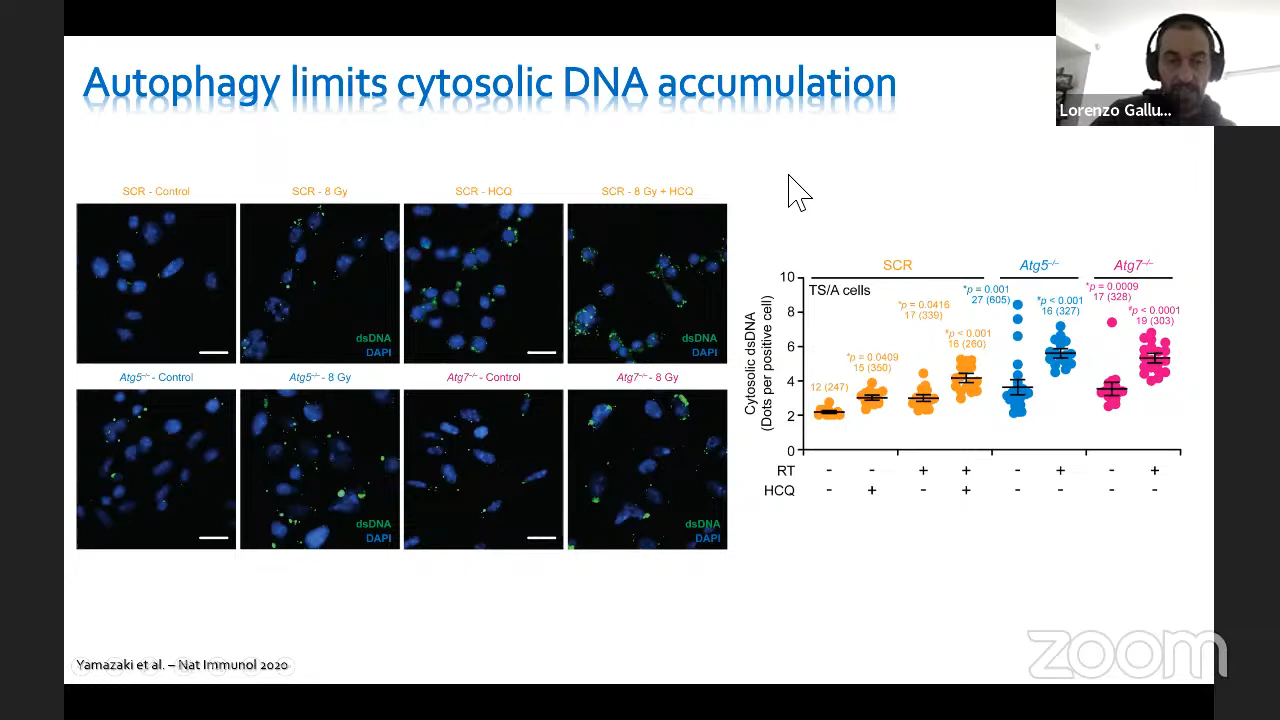 Autophagy limits cytosolic DNA accumulation
Lorenzo Gallu...
SCR - Control
SCR - 8 Gy
SCR - HCQ
SCR - 8 Gy + HCQ
dsDNA
DAPI
dsDNA
DAPI
Atg5-/- - Control
Atg5-/- - 8 Gy
Atg7-/- - Control
Atg7-/- - 8 Gy
dsDNA
DAPI
dsDNA
DAPI
SCR
Atg5-/-
Atg7-/-
TS/A cells
Cytosolic dsDNA
(Dots per positive cell)
10
8
6
4
2
0
12 (247)
*p = 0.0409
15 (350)
*p = 0.0416
17 (339)
*p < 0.001
16 (260)
*p = 0.001
27 (605)
*p < 0.001
16 (327)
*p = 0.0009
17 (328)
*p < 0.0001
19 (303)
RT - - + + - + - +
HCQ - + - + - - - -
Yamazaki et al. – Nat Immunol 2020
zoom